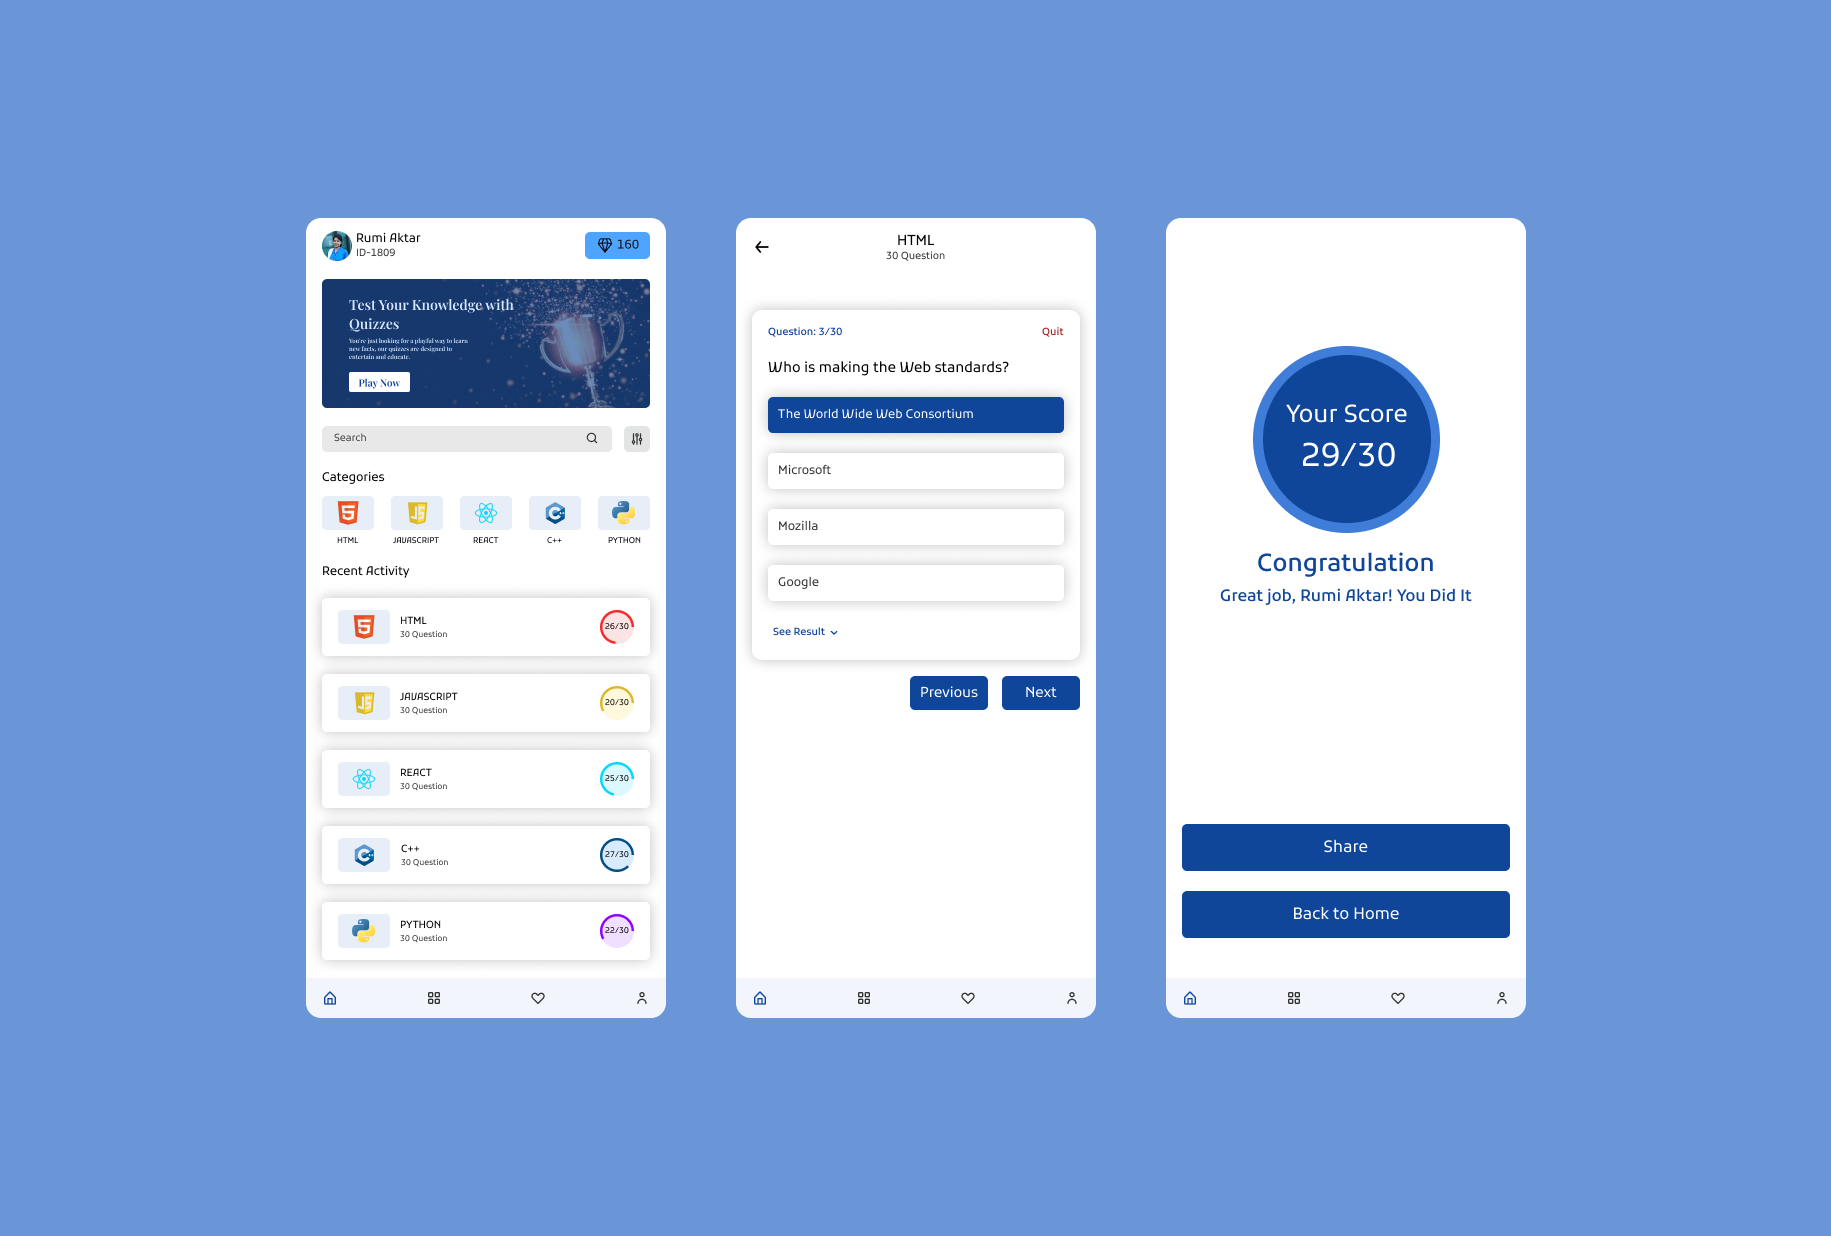 Rumi Aktar
ID-1809
160
Test Your Knowledge with
Quizzes
You're just looking for a playful way to learn
new facts, our quizzes are designed to
entertain and educate.
Play Now
Search
Categories
HTML
JAVASCRIPT
REACT
C++
PYTHON
Recent Activity
HTML
30 Question
26/30
JAVASCRIPT
30 Question
20/30
REACT
30 Question
25/30
C++
30 Question
27/30
PYTHON
30 Question
22/30
HTML
30 Question
Question: 3/30
Quit
Who is making the Web standards?
The World Wide Web Consortium
Microsoft
Mozilla
Google
See Result
Previous
Next
Your Score
29/30
Congratulation
Great job, Rumi Aktar! You Did It
Share
Back to Home